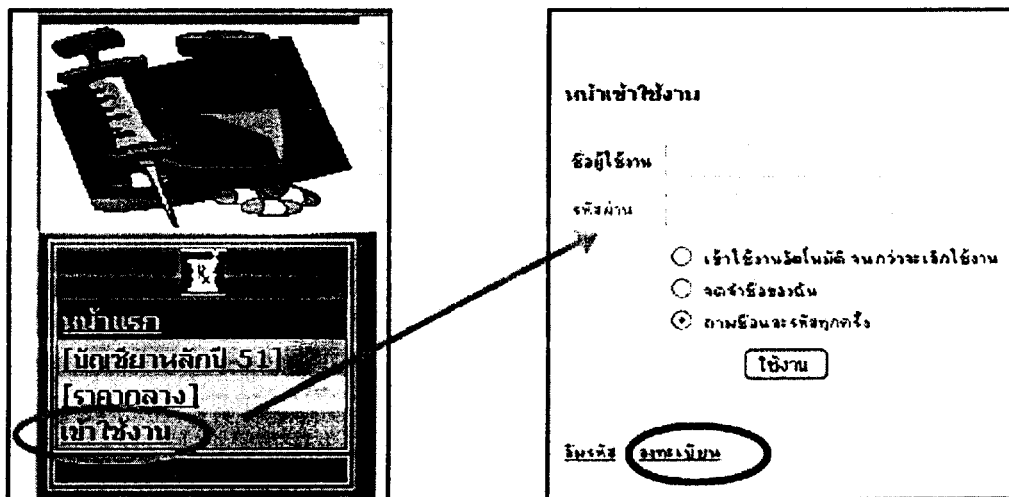 Rx
หน้าแรก
[บัญชียาหลักปี 51]
[ราคากลาง]
เข้าใช้งาน
หน้าเข้าใช้งาน
ชื่อผู้ใช้งาน
รหัสผ่าน
เข้าใช้งานอัตโนมัติ จนกว่าจะเลิกใช้งาน
จดจำชื่อของฉัน
ถามชื่อและรหัสทุกครั้ง
ใช้งาน
ลืมรหัส ลงทะเบียน